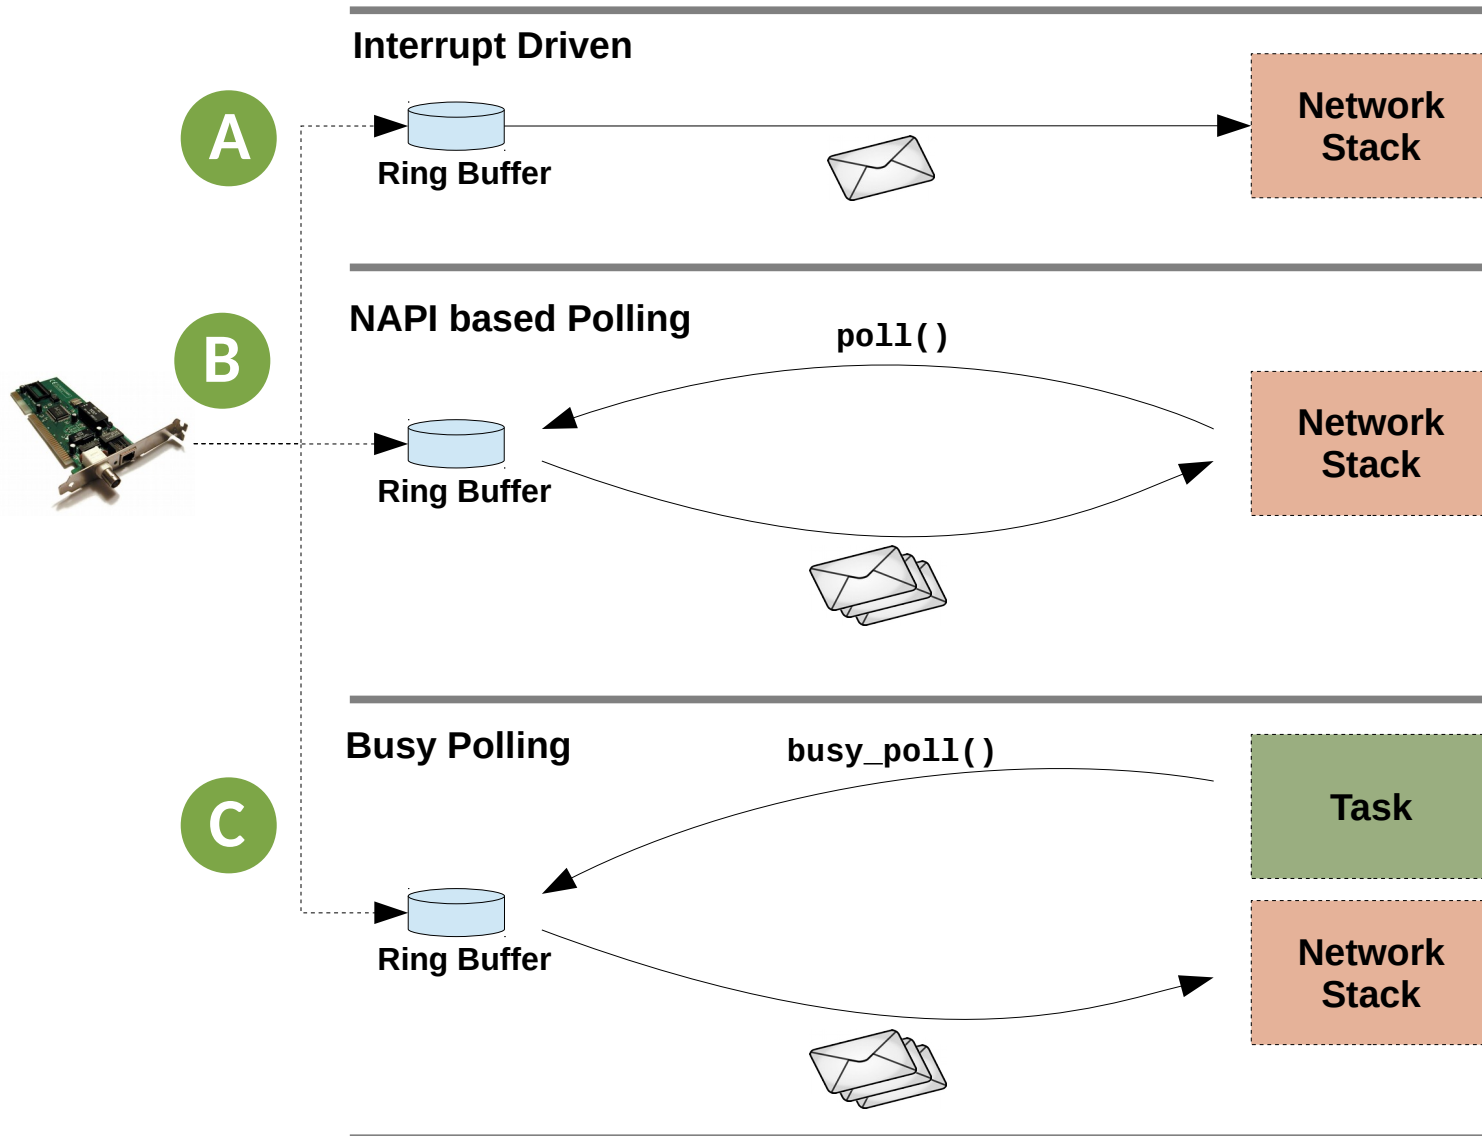 Interrupt Driven
A
Ring Buffer
Network
Stack
NAPI based Polling
poll()
B
Ring Buffer
Network
Stack
Busy Polling
busy_poll()
Task
C
Ring Buffer
Network
Stack